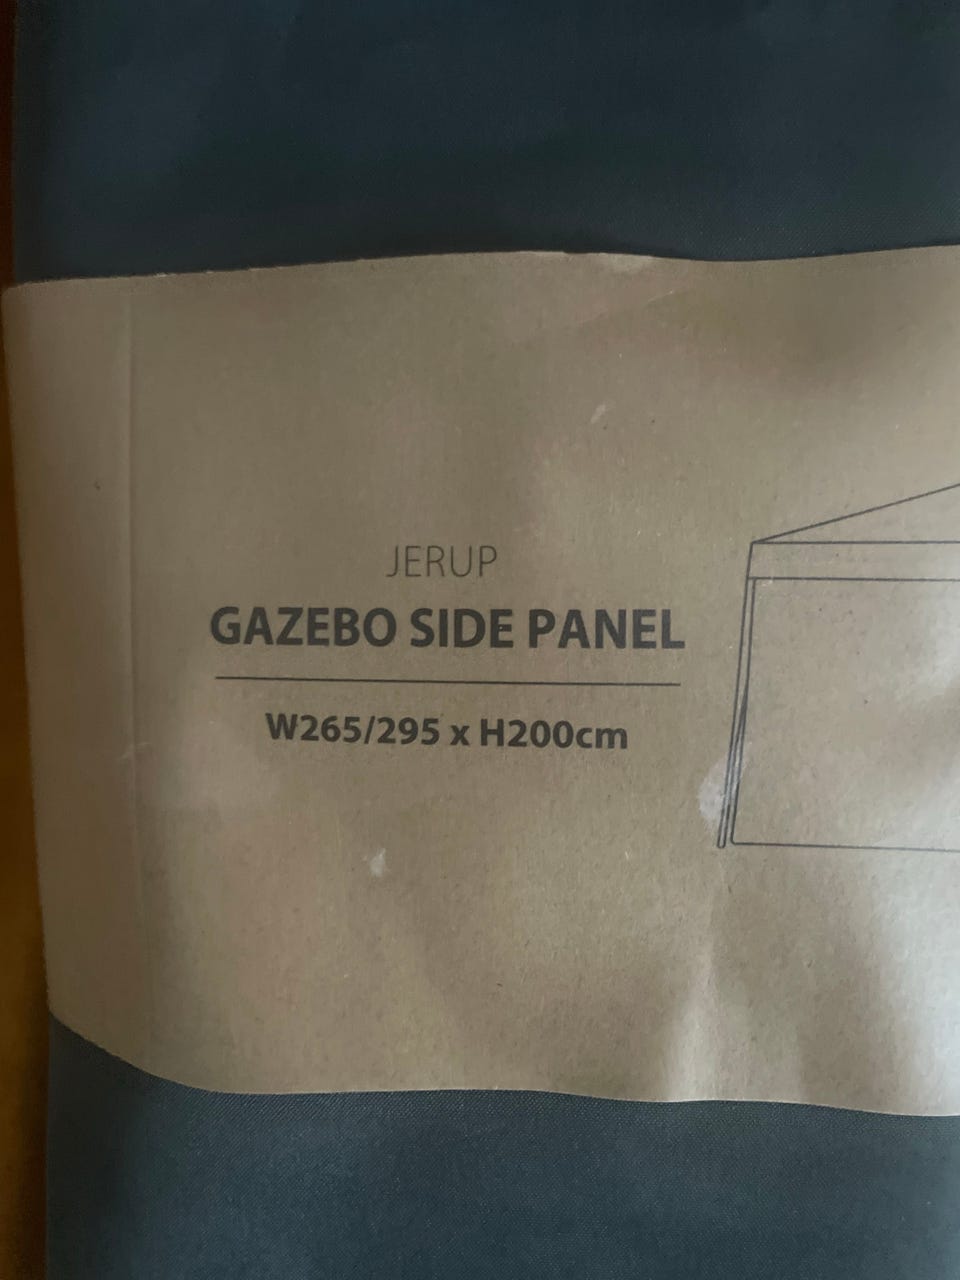 JERUP
GAZEBO SIDE PANEL
W265/295 x H200cm